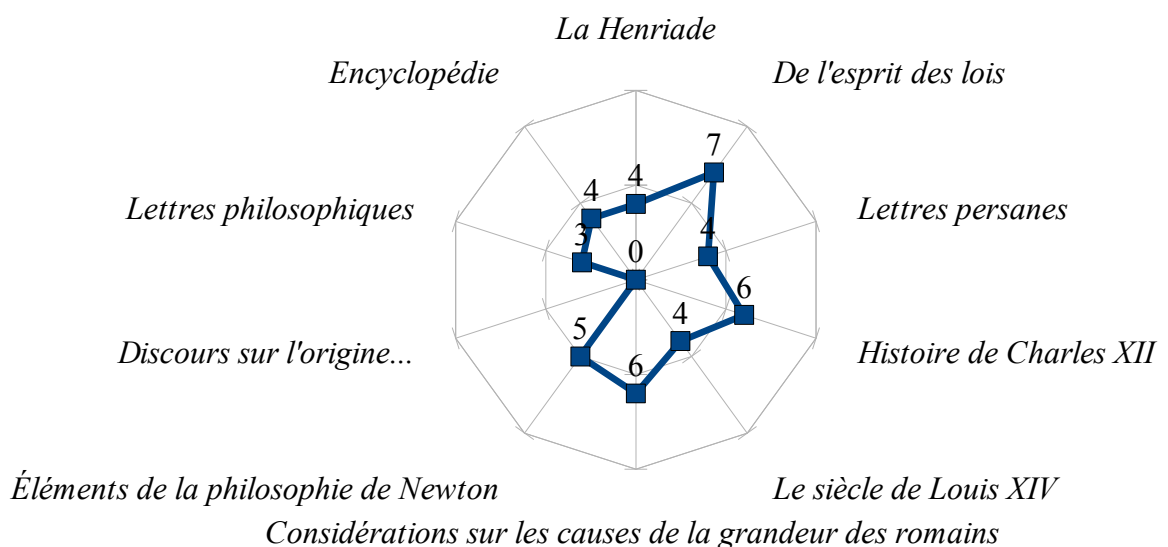 La Henriade
Encyclopédie
De l'esprit des lois
7
4
4
Lettres philosophiques
Lettres persanes
3
4
0
6
4
5
6
Discours sur l'origine...
Histoire de Charles XII
Éléments de la philosophie de Newton
Le siècle de Louis XIV
Considérations sur les causes de la grandeur des romains